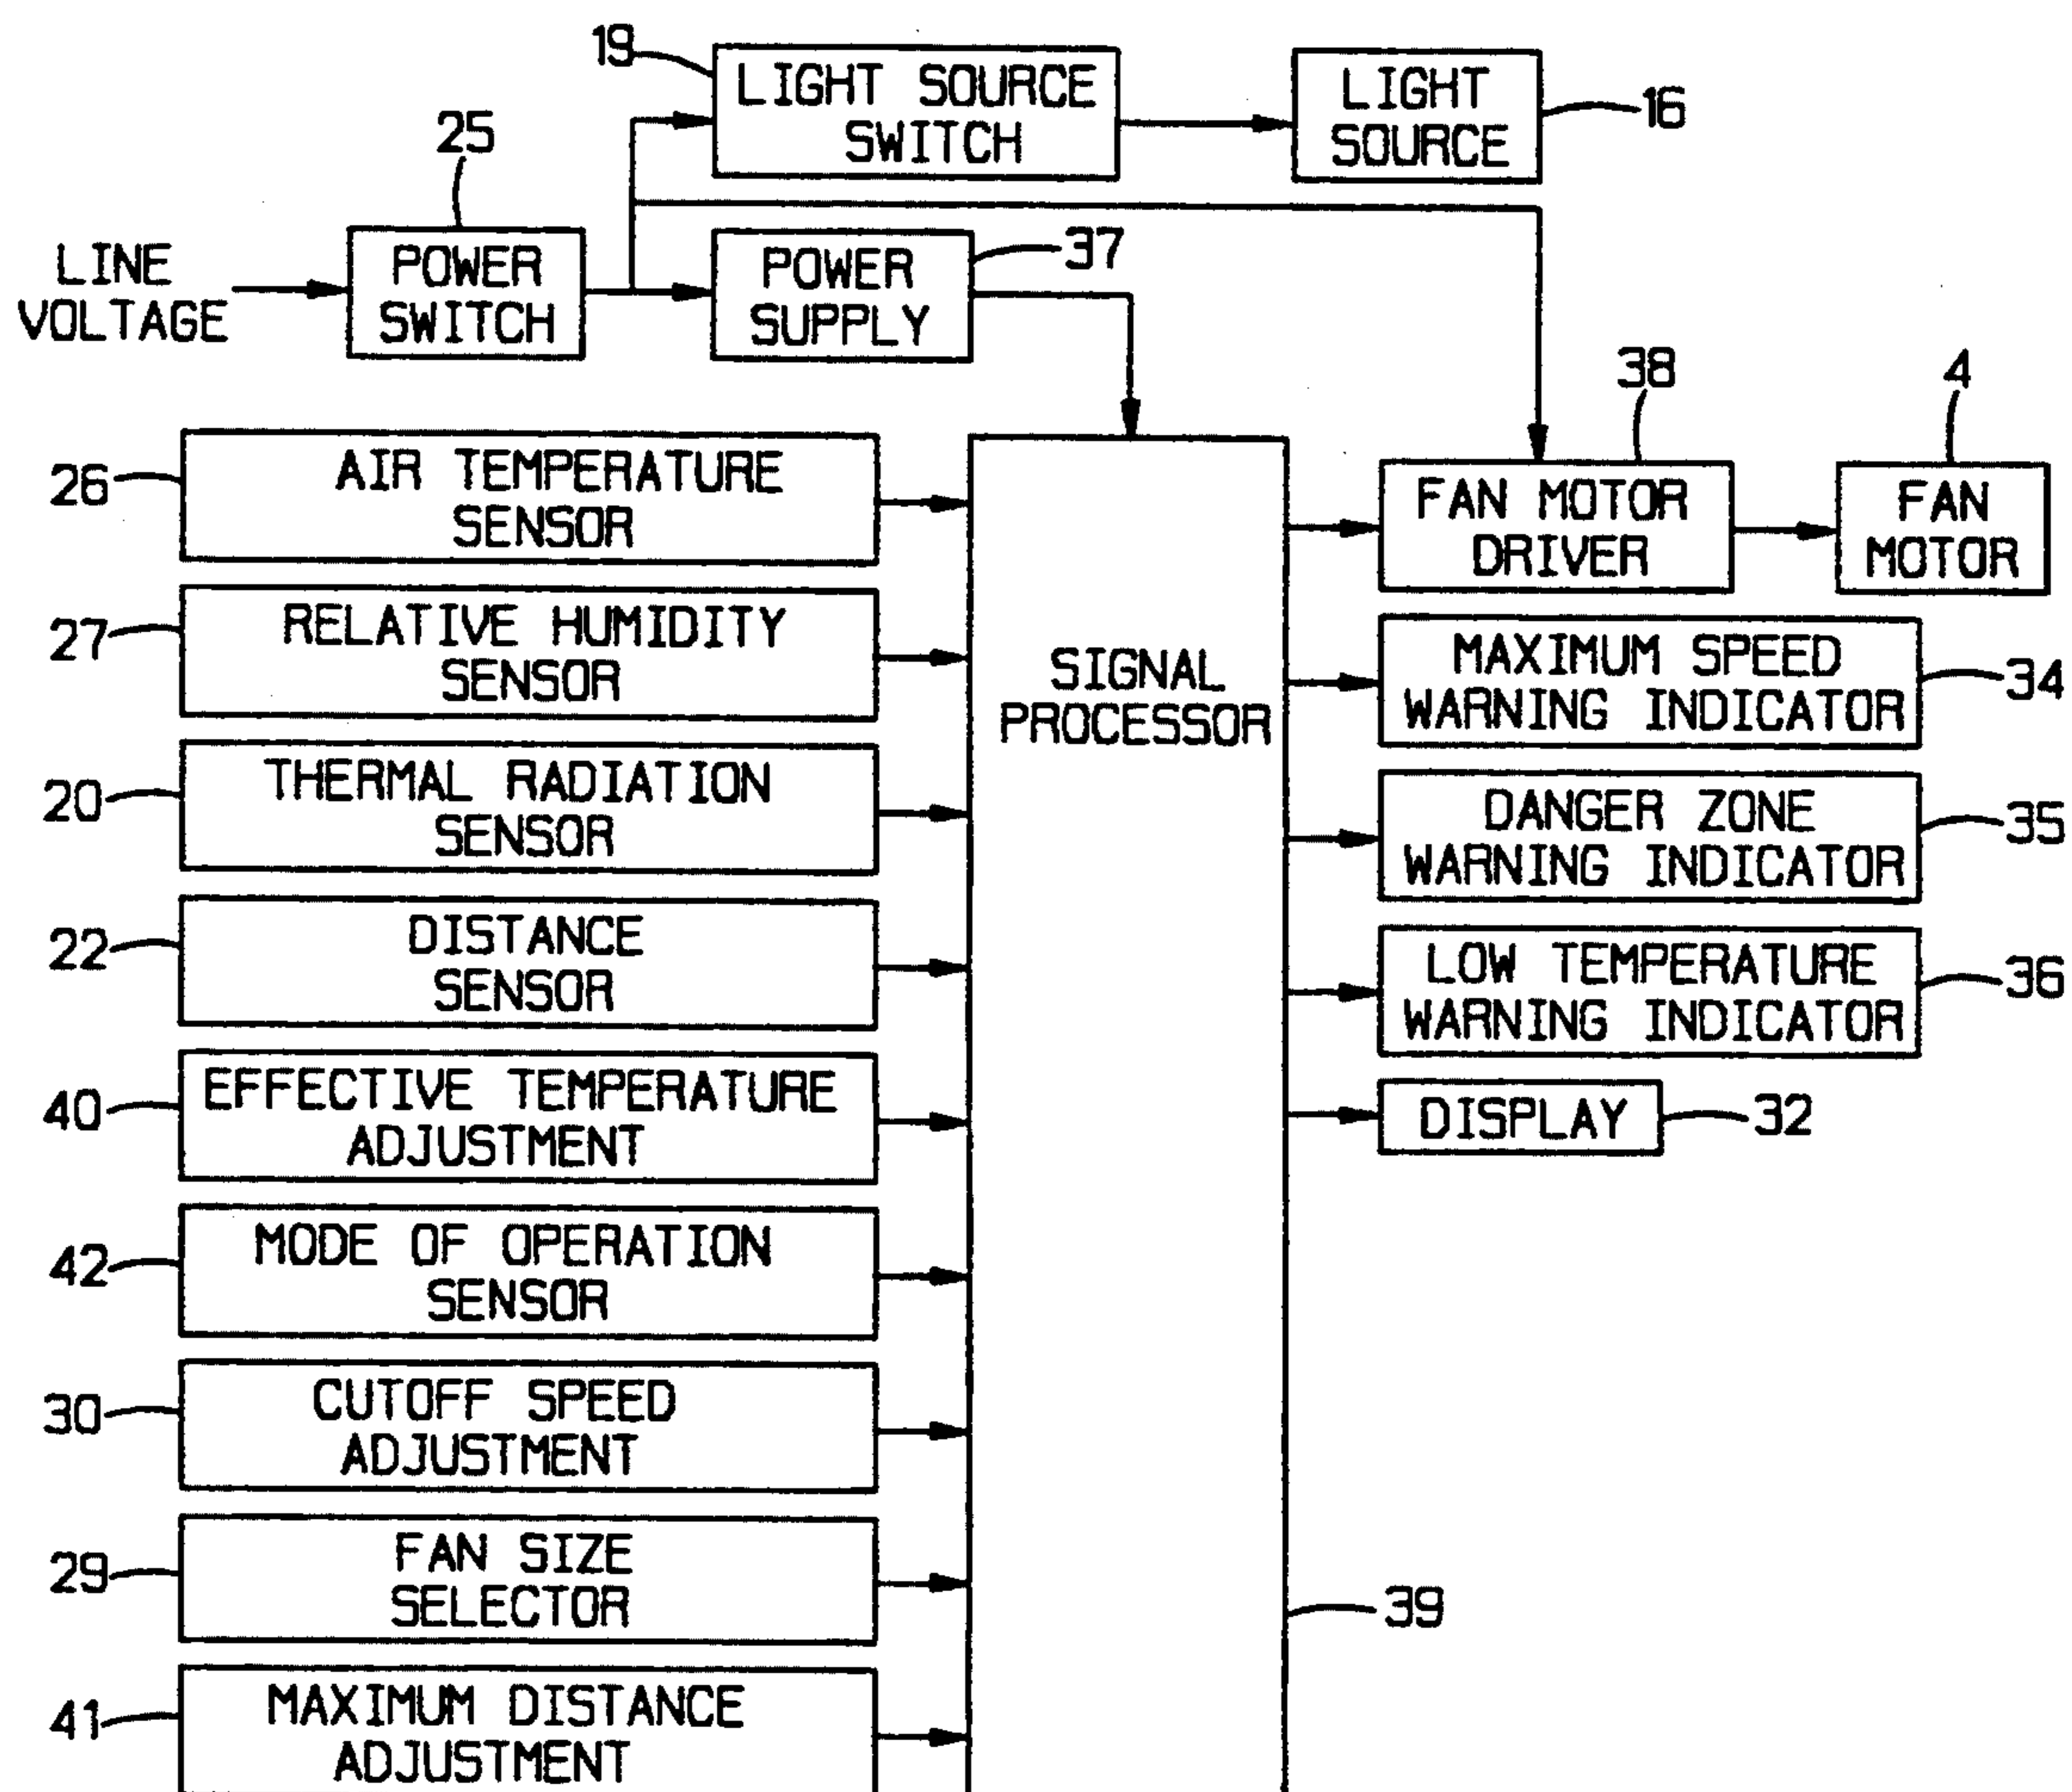 19
LIGHT SOURCE
SWITCH
LIGHT
SOURCE
16
25
LINE
VOLTAGE
POWER
SWITCH
POWER
SUPPLY
37
38
4
26
AIR TEMPERATURE
SENSOR
FAN MOTOR
DRIVER
FAN
MOTOR
27
RELATIVE HUMIDITY
SENSOR
SIGNAL
PROCESSOR
MAXIMUM SPEED
WARNING INDICATOR
34
20
THERMAL RADIATION
SENSOR
DANGER ZONE
WARNING INDICATOR
35
22
DISTANCE
SENSOR
LOW TEMPERATURE
WARNING INDICATOR
36
40
EFFECTIVE TEMPERATURE
ADJUSTMENT
DISPLAY
32
42
MODE OF OPERATION
SENSOR
30
CUTOFF SPEED
ADJUSTMENT
29
FAN SIZE
SELECTOR
39
41
MAXIMUM DISTANCE
ADJUSTMENT